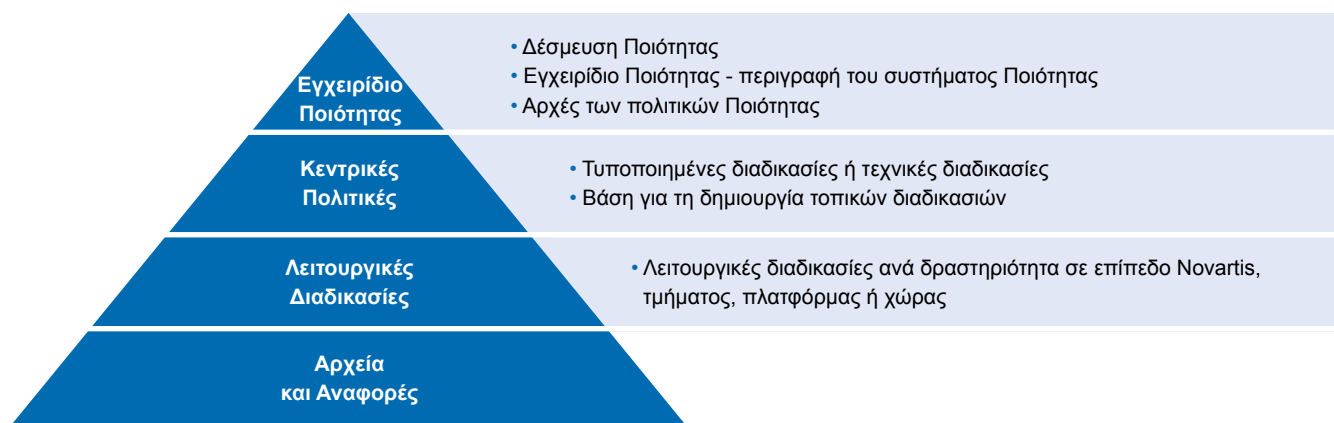 Εγχειρίδιο
Ποιότητας
• Δέσμευση Ποιότητας
• Εγχειρίδιο Ποιότητας - περιγραφή του συστήματος Ποιότητας
• Αρχές των πολιτικών Ποιότητας
Κεντρικές
Πολιτικές
• Τυποποιημένες διαδικασίες ή τεχνικές διαδικασίες
• Βάση για τη δημιουργία τοπικών διαδικασιών
Λειτουργικές
Διαδικασίες
• Λειτουργικές διαδικασίες ανά δραστηριότητα σε επίπεδο Novartis,
τμήματος, πλατφόρμας ή χώρας
Αρχεία
και Αναφορές